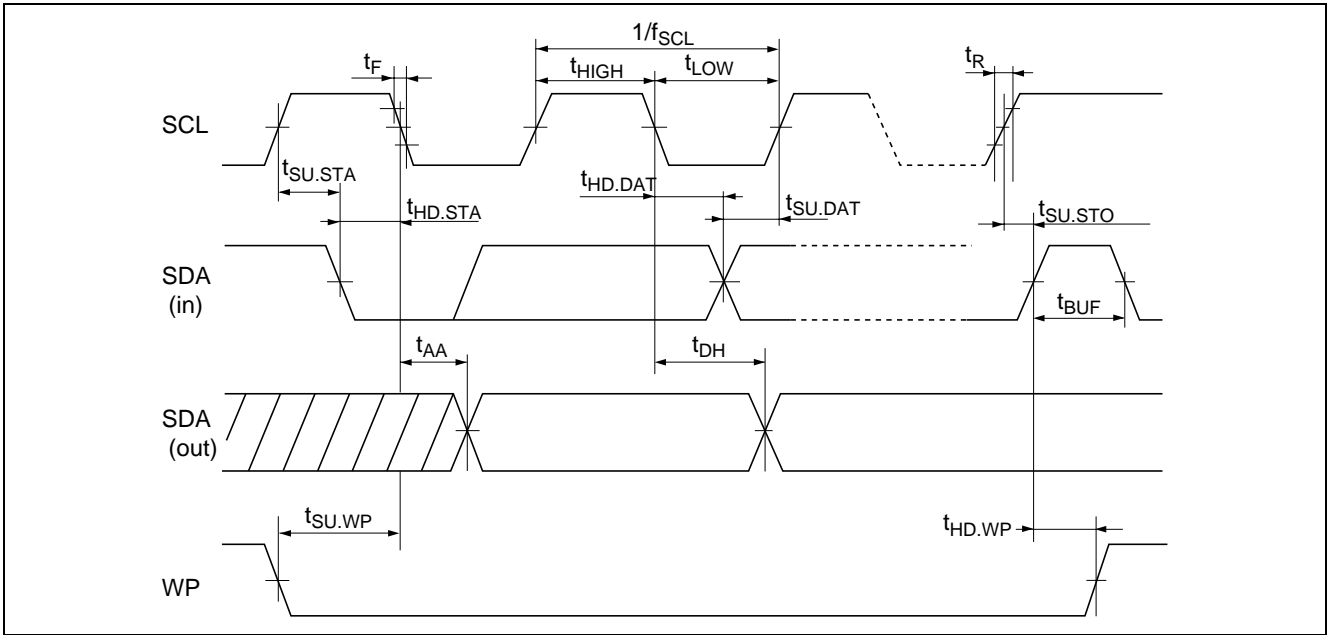 1/fSCL
tF
tHIGH
tLOW
tR
SCL
tSU.STA
tHD.DAT
tHD.STA
tSU.DAT
tSU.STO
SDA
(in)
tBUF
tAA
tDH
SDA
(out)
tSU.WP
tHD.WP
WP